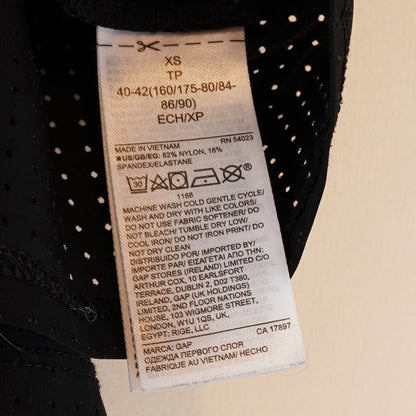 XS
TP
40-42(160/175-80/84-
86/90)
ECH/XP
MADE IN VIETNAM RN 54023
US/GB/EG: 82% NYLON, 18%
SPANDEX/ELASTANE
30
1166
MACHINE WASH COLD GENTLE CYCLE/
WASH AND DRY WITH LIKE COLORS/
DO NOT USE FABRIC SOFTENER/ DO
NOT BLEACH/ TUMBLE DRY LOW/
COOL IRON/ DO NOT IRON PRINT/ DO
NOT DRY CLEAN
DISTRIBUIDO POR/ IMPORTED BY/
IMPORTE PAR/ ΕΙΣΑΓΕΤΑΙ ΑΠΟ ΤΗΝ:
GAP STORES (IRELAND) LIMITED C/O
ARTHUR COX, 10 EARLSFORT
TERRACE, DUBLIN 2, D02 T380,
IRELAND, GAP (UK HOLDINGS)
LIMITED, 2ND FLOOR NATIONS
HOUSE, 103 WIGMORE STREET,
LONDON, W1U 1QS, UK,
EGYPT: RIGE, LLC
MARCA: GAP CA 17897
ОДЕЖДА ПЕРВОГО СЛОЯ
FABRIQUE AU VIETNAM/ HECHO